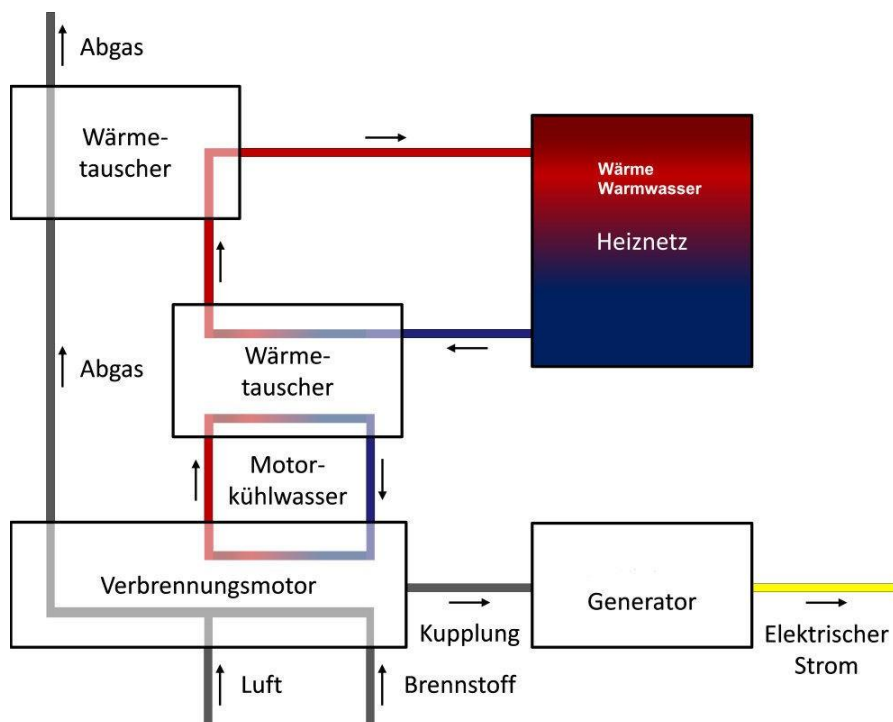 Abgas
Wärme-
tauscher
Wärme
Warmwasser
Heiznetz
Abgas
Wärme-
tauscher
Motor-
kühlwasser
Verbrennungsmotor
Generator
Kupplung
Elektrischer
Strom
Luft
Brennstoff